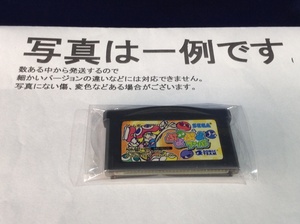 写真は一例です
数ある中から発送するので
細かいバージョンの違いなどには対応できません。
写真にない傷、変色などある場合がございます。
SEGA